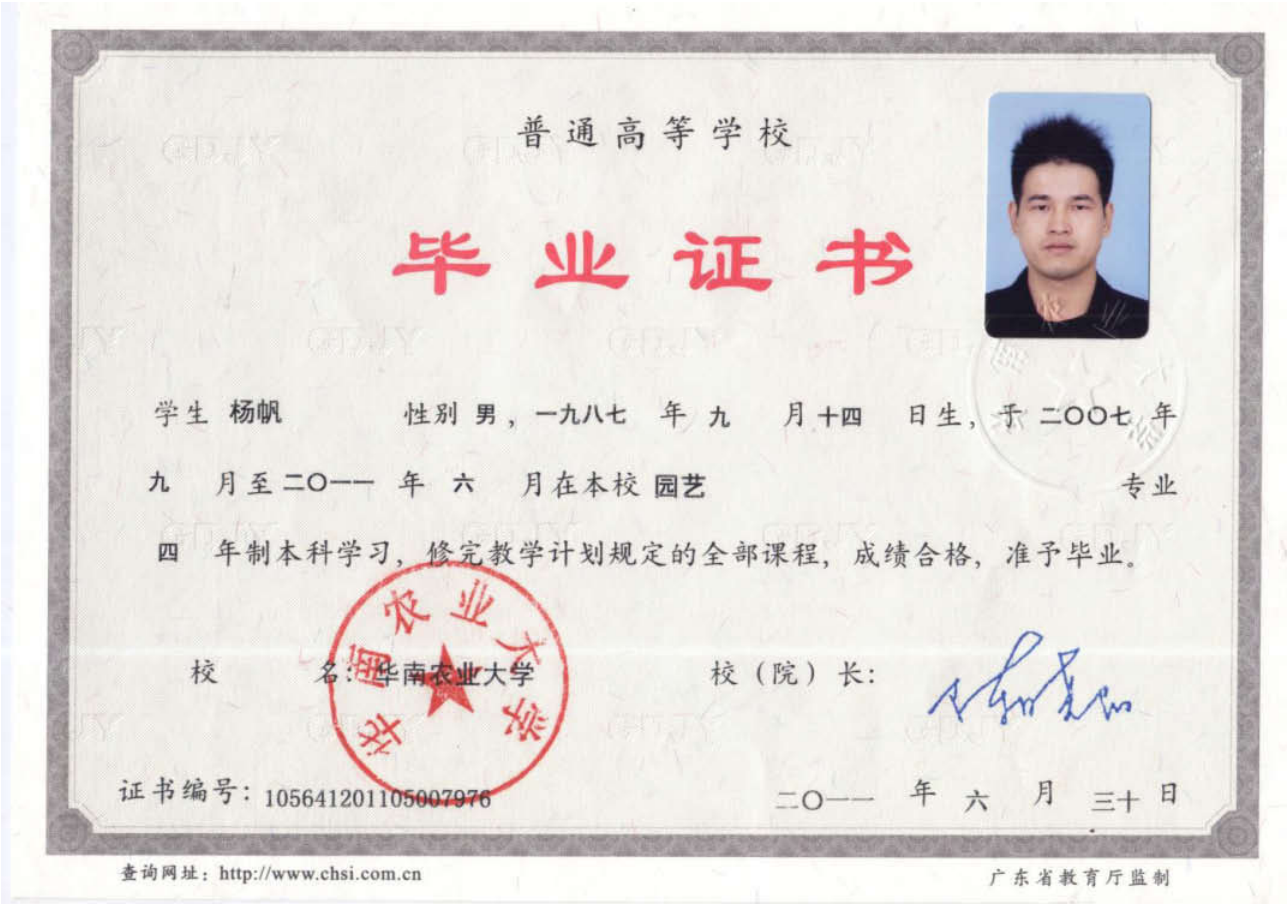 普通高等学校
毕业证书
学生 杨帆 性别 男，一九八七 年 九 月 十四 日生，于 二〇〇七 年
九 月至 二〇一一 年 六 月在本校 园艺 专业
四 年制本科学习，修完教学计划规定的全部课程，成绩合格，准予毕业。
华南农业大学
校 名：华南农业大学 校（院）长：
证书编号：105641201105007976 二〇一一 年 六 月 三十 日
查询网址：http://www.chsi.com.cn 广东省教育厅监制